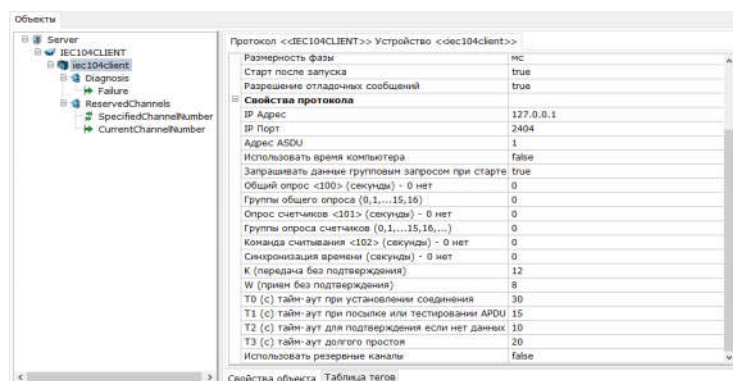 Объекты
Server
IEC104CLIENT
iec104client
Diagnosis
Failure
ReservedChannels
SpecifiedChannelNumber
CurrentChannelNumber
Протокол <<IEC104CLIENT>> Устройство <<iec104client>>
Размерность фазы мс
Старт после запуска true
Разрешение отладочных сообщений true
Свойства протокола
IP Адрес 127.0.0.1
IP Порт 2404
Адрес ASDU 1
Использовать время компьютера false
Запрашивать данные групповым запросом при старте true
Общий опрос <100> (секунды) - 0 нет 0
Группы общего опроса (0,1,...15,16) 0
Опрос счетчиков <101> (секунды) - 0 нет 0
Группы опроса счетчиков (0,1,...15,16,...) 0
Команда считывания <102> (секунды) - 0 нет 0
Синхронизация времени (секунды) - 0 нет 0
K (передача без подтверждения) 12
W (прием без подтверждения) 8
T0 (с) тайм-аут при установлении соединения 30
T1 (с) тайм-аут при посылке или тестировании APDU 15
T2 (с) тайм-аут для подтверждения если нет данных 10
T3 (с) тайм-аут долгого простоя 20
Использовать резервные каналы false
Свойства объекта Таблица тегов